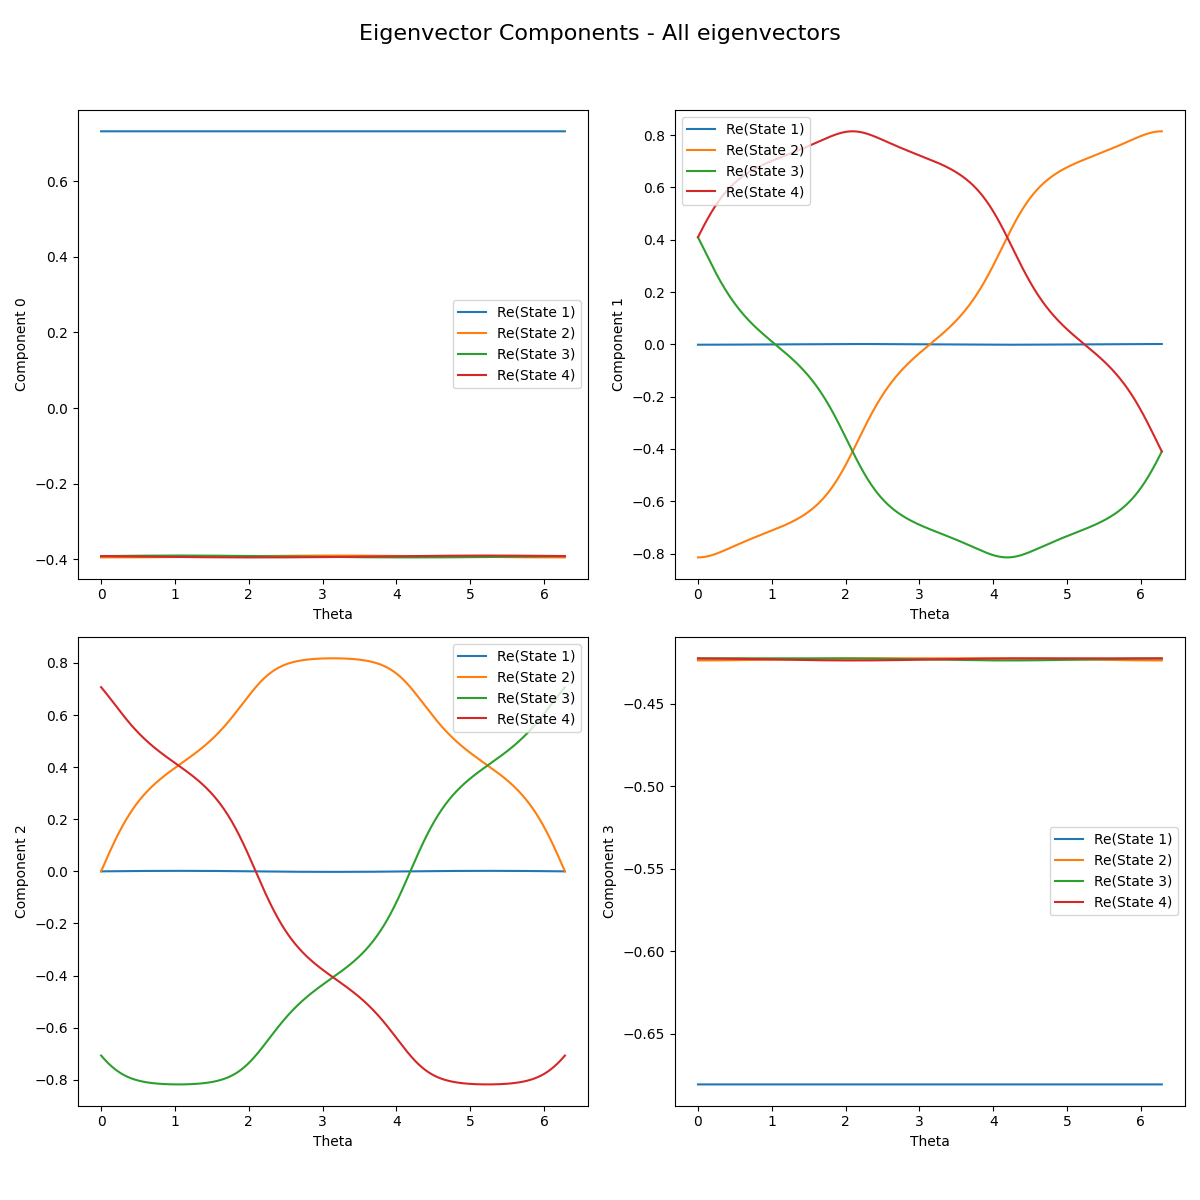 Eigenvector Components - All eigenvectors
Component 0
0.6
0.4
0.2
0.0
−0.2
−0.4
0 1 2 3 4 5 6
Theta
Re(State 1)
Re(State 2)
Re(State 3)
Re(State 4)
Component 1
0.8
0.6
0.4
0.2
0.0
−0.2
−0.4
−0.6
−0.8
0 1 2 3 4 5 6
Theta
Re(State 1)
Re(State 2)
Re(State 3)
Re(State 4)
Component 2
0.8
0.6
0.4
0.2
0.0
−0.2
−0.4
−0.6
−0.8
0 1 2 3 4 5 6
Theta
Re(State 1)
Re(State 2)
Re(State 3)
Re(State 4)
Component 3
−0.45
−0.50
−0.55
−0.60
−0.65
0 1 2 3 4 5 6
Theta
Re(State 1)
Re(State 2)
Re(State 3)
Re(State 4)